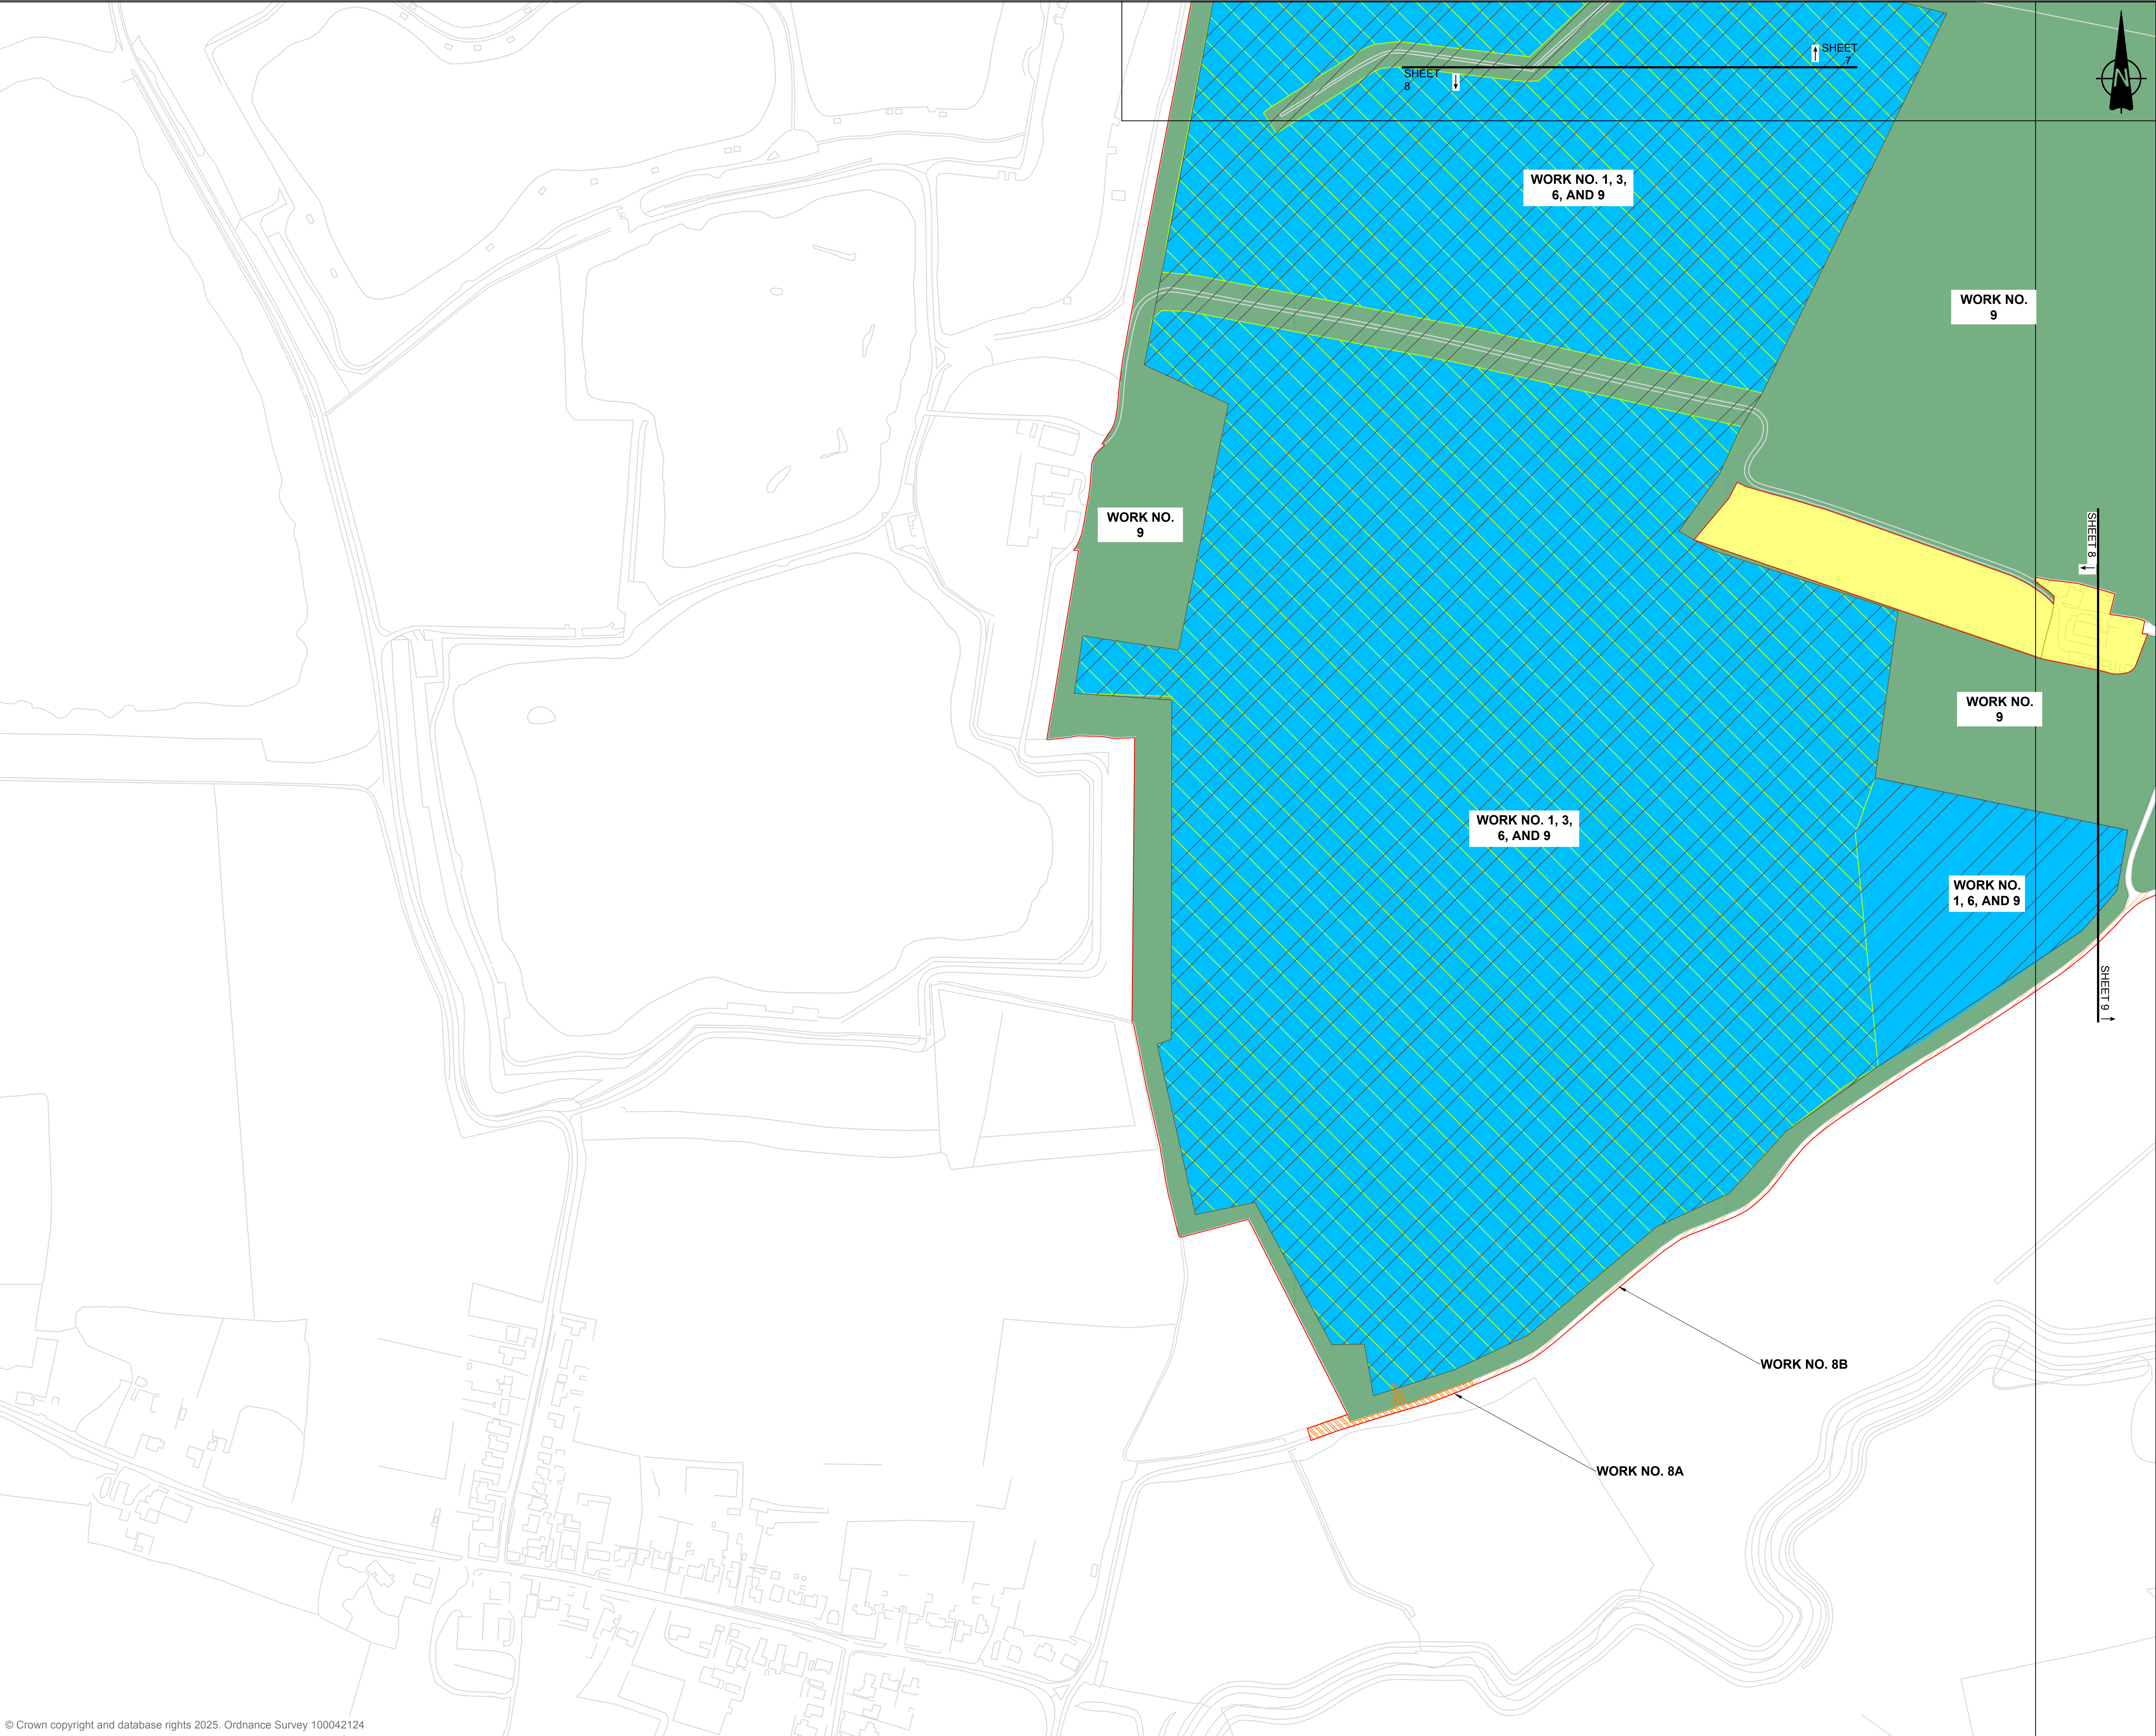 SHEET
7
SHEET
8
N
WORK NO. 1, 3,
6, AND 9
WORK NO.
9
WORK NO.
9
SHEET 8
WORK NO.
9
WORK NO. 1, 3,
6, AND 9
WORK NO.
1, 6, AND 9
SHEET 9
WORK NO. 8B
WORK NO. 8A
© Crown copyright and database rights 2025. Ordnance Survey 100042124